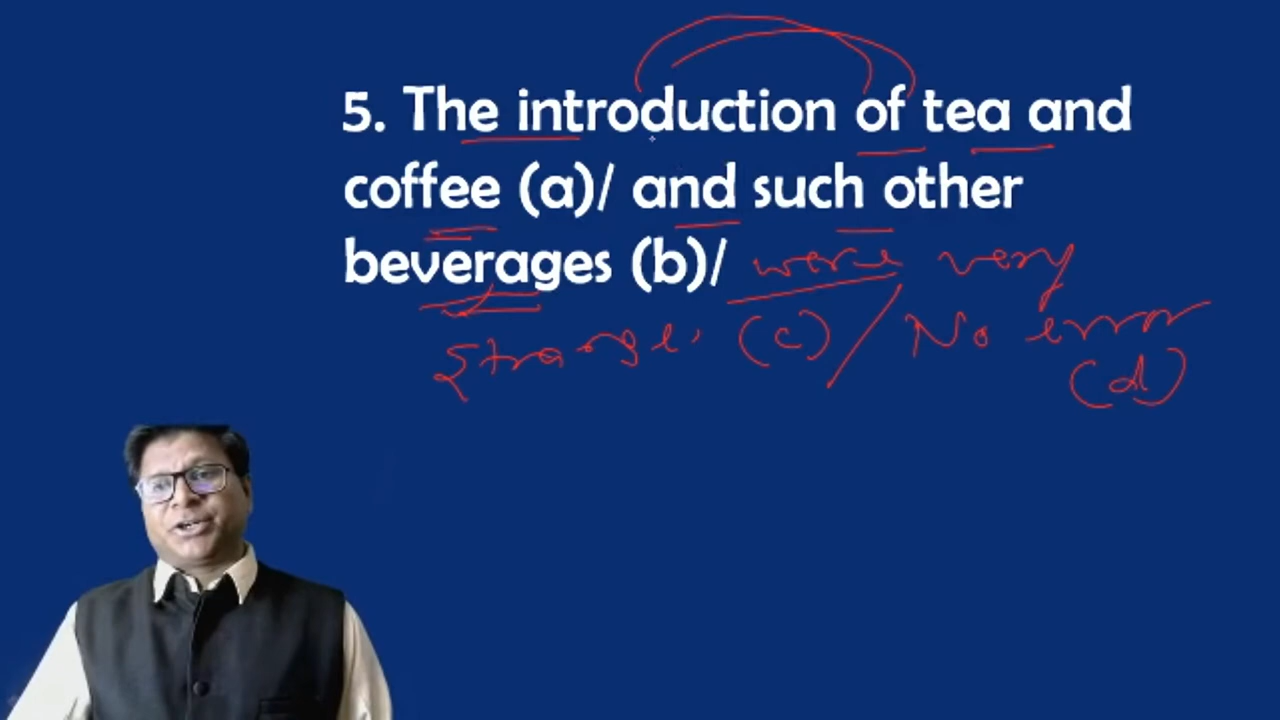 5. The introduction of tea and
coffee (a)/ and such other
beverages (b)/ were very
strange. (c)/ No error
(d)